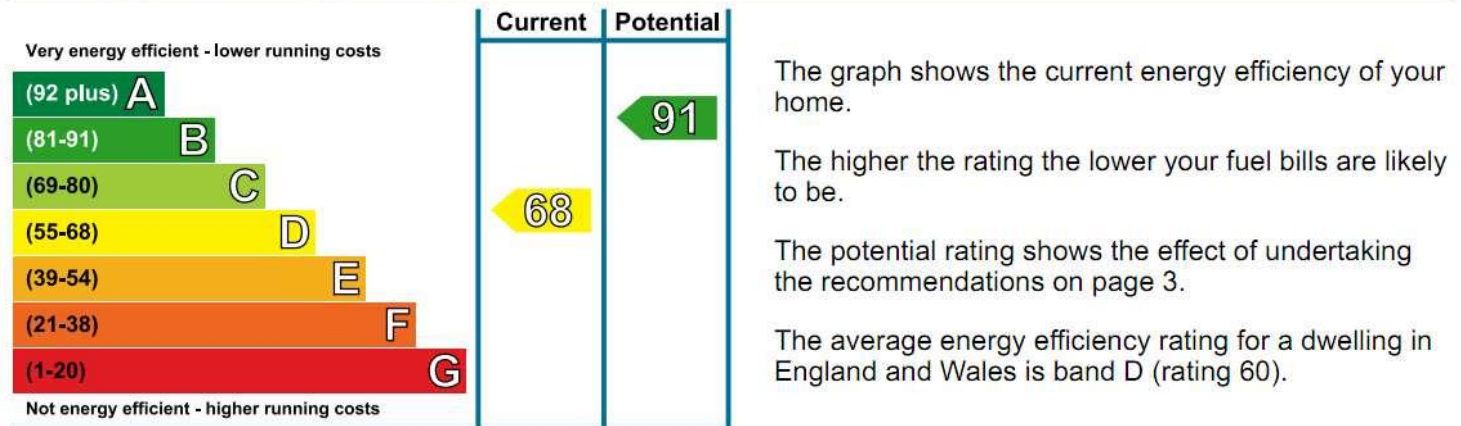 Current Potential
Very energy efficient - lower running costs
(92 plus) A
(81-91) B
(69-80) C
(55-68) D
(39-54) E
(21-38) F
(1-20) G
Not energy efficient - higher running costs
68
91
The graph shows the current energy efficiency of your
home.
The higher the rating the lower your fuel bills are likely
to be.
The potential rating shows the effect of undertaking
the recommendations on page 3.
The average energy efficiency rating for a dwelling in
England and Wales is band D (rating 60).